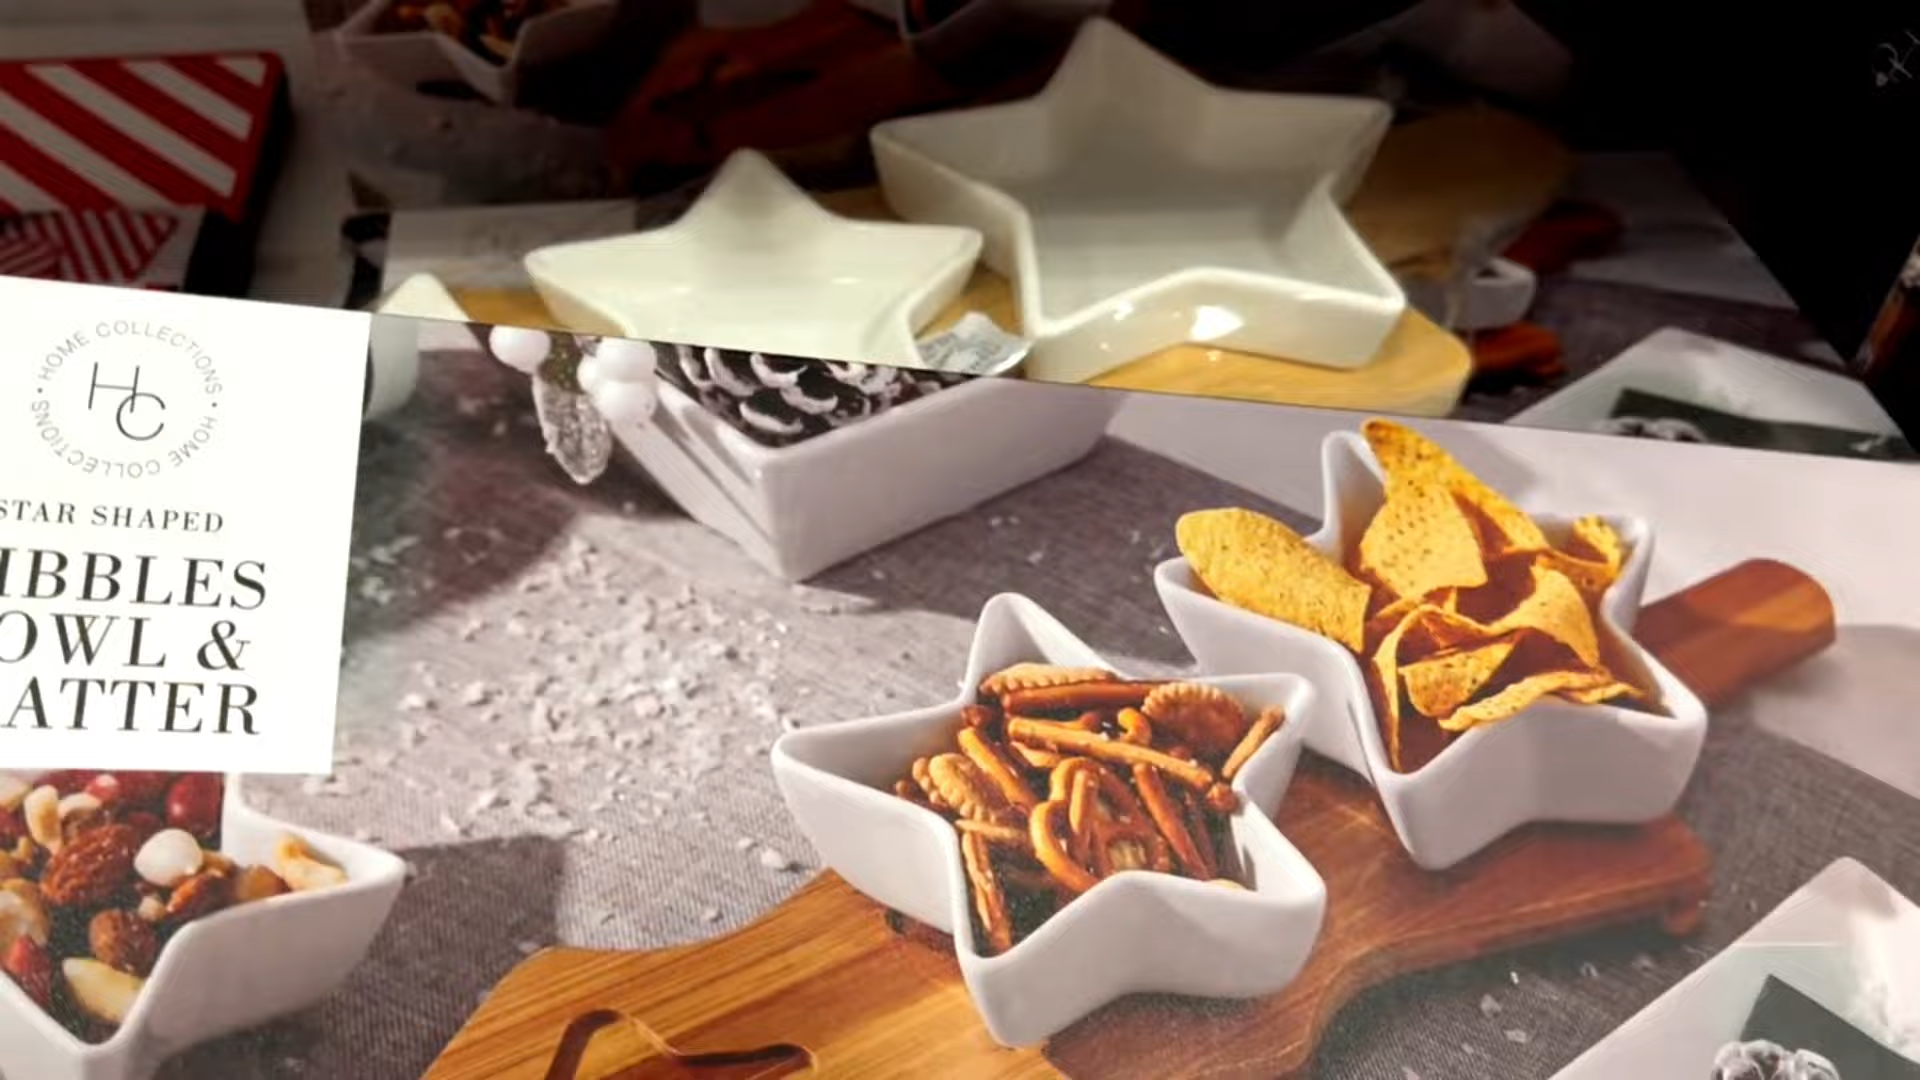 • HOME COLLECTIONS • HOME COLLECTIONS
HC
STAR SHAPED
IBBLES
OWL &
ATTER